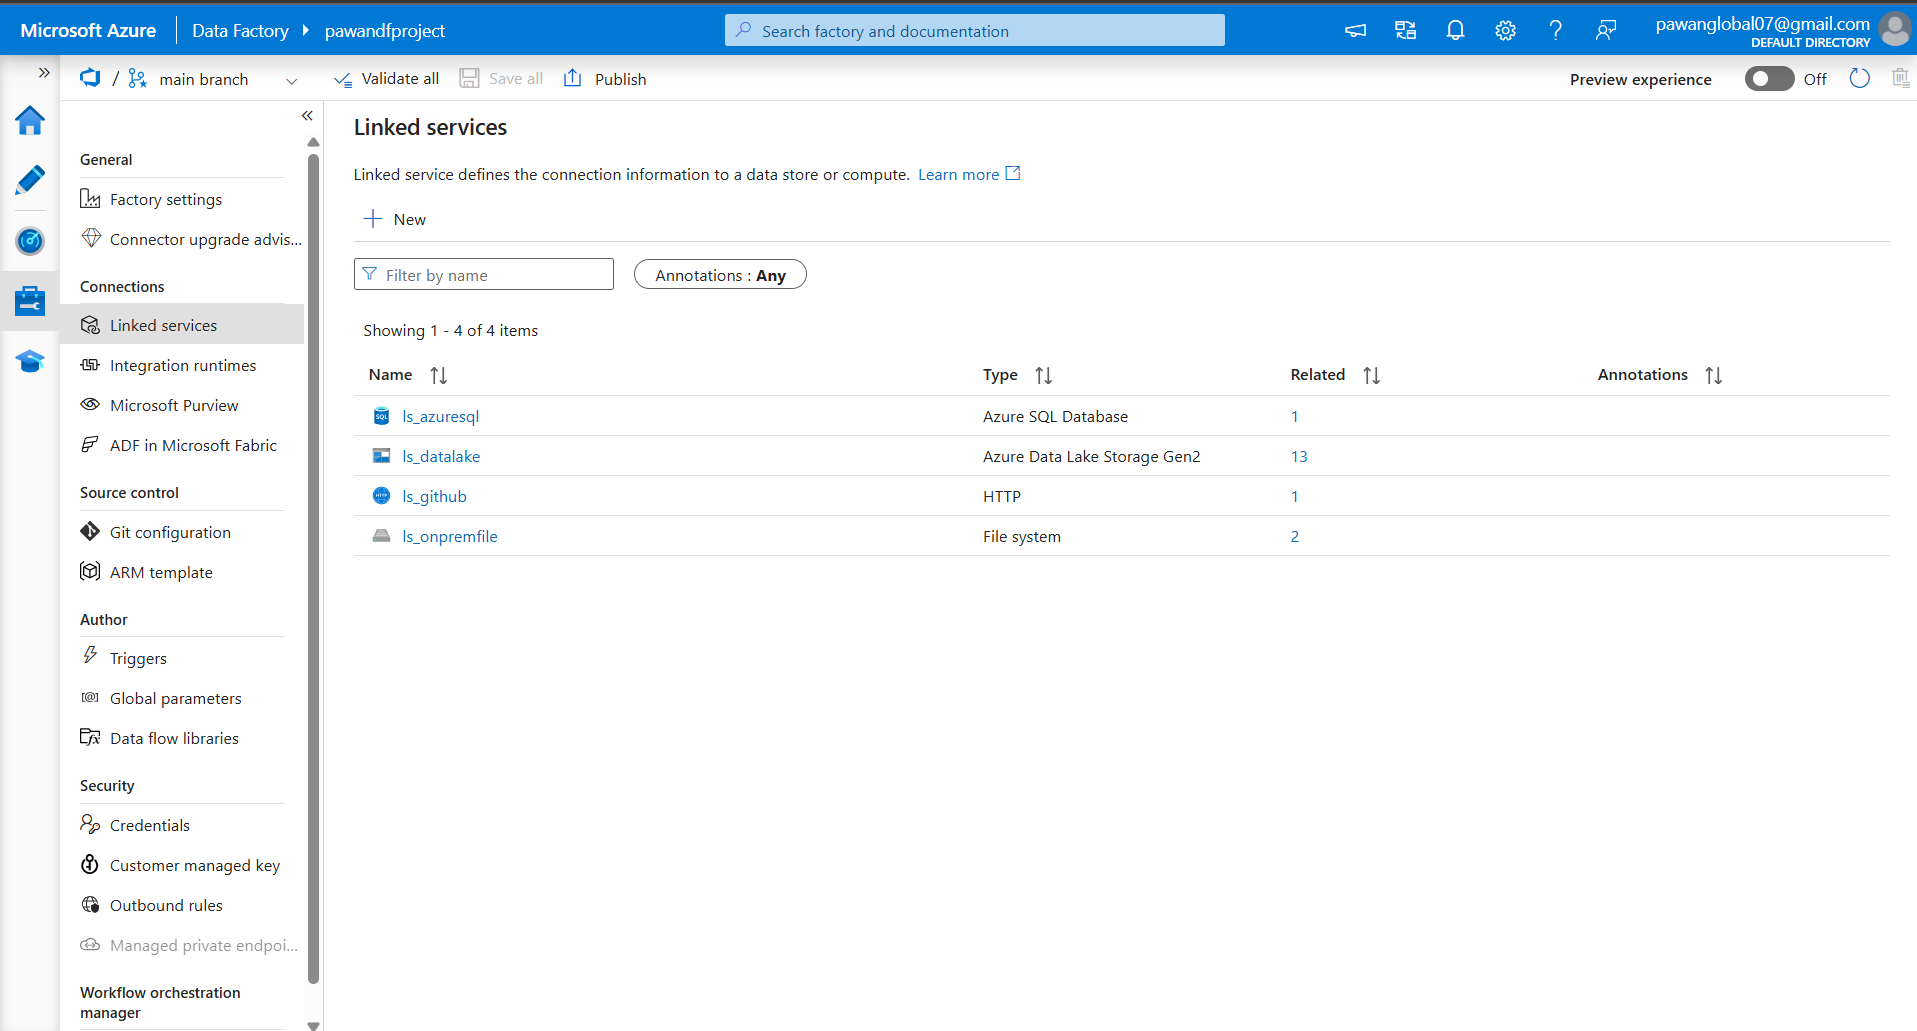 Microsoft Azure
Data Factory
pawandfproject
Search factory and documentation
pawanglobal07@gmail.com
DEFAULT DIRECTORY
/
main branch
Validate all
Save all
Publish
Preview experience
Off
General
Factory settings
Connector upgrade advis...
Connections
Linked services
Integration runtimes
Microsoft Purview
ADF in Microsoft Fabric
Source control
Git configuration
ARM template
Author
Triggers
Global parameters
Data flow libraries
Security
Credentials
Customer managed key
Outbound rules
Managed private endpoi...
Workflow orchestration
manager
Linked services
Linked service defines the connection information to a data store or compute. Learn more
New
Filter by name
Annotations : Any
Showing 1 - 4 of 4 items
Name Type Related Annotations
SQL ls_azuresql Azure SQL Database 1
ls_datalake Azure Data Lake Storage Gen2 13
HTTP ls_github HTTP 1
ls_onpremfile File system 2